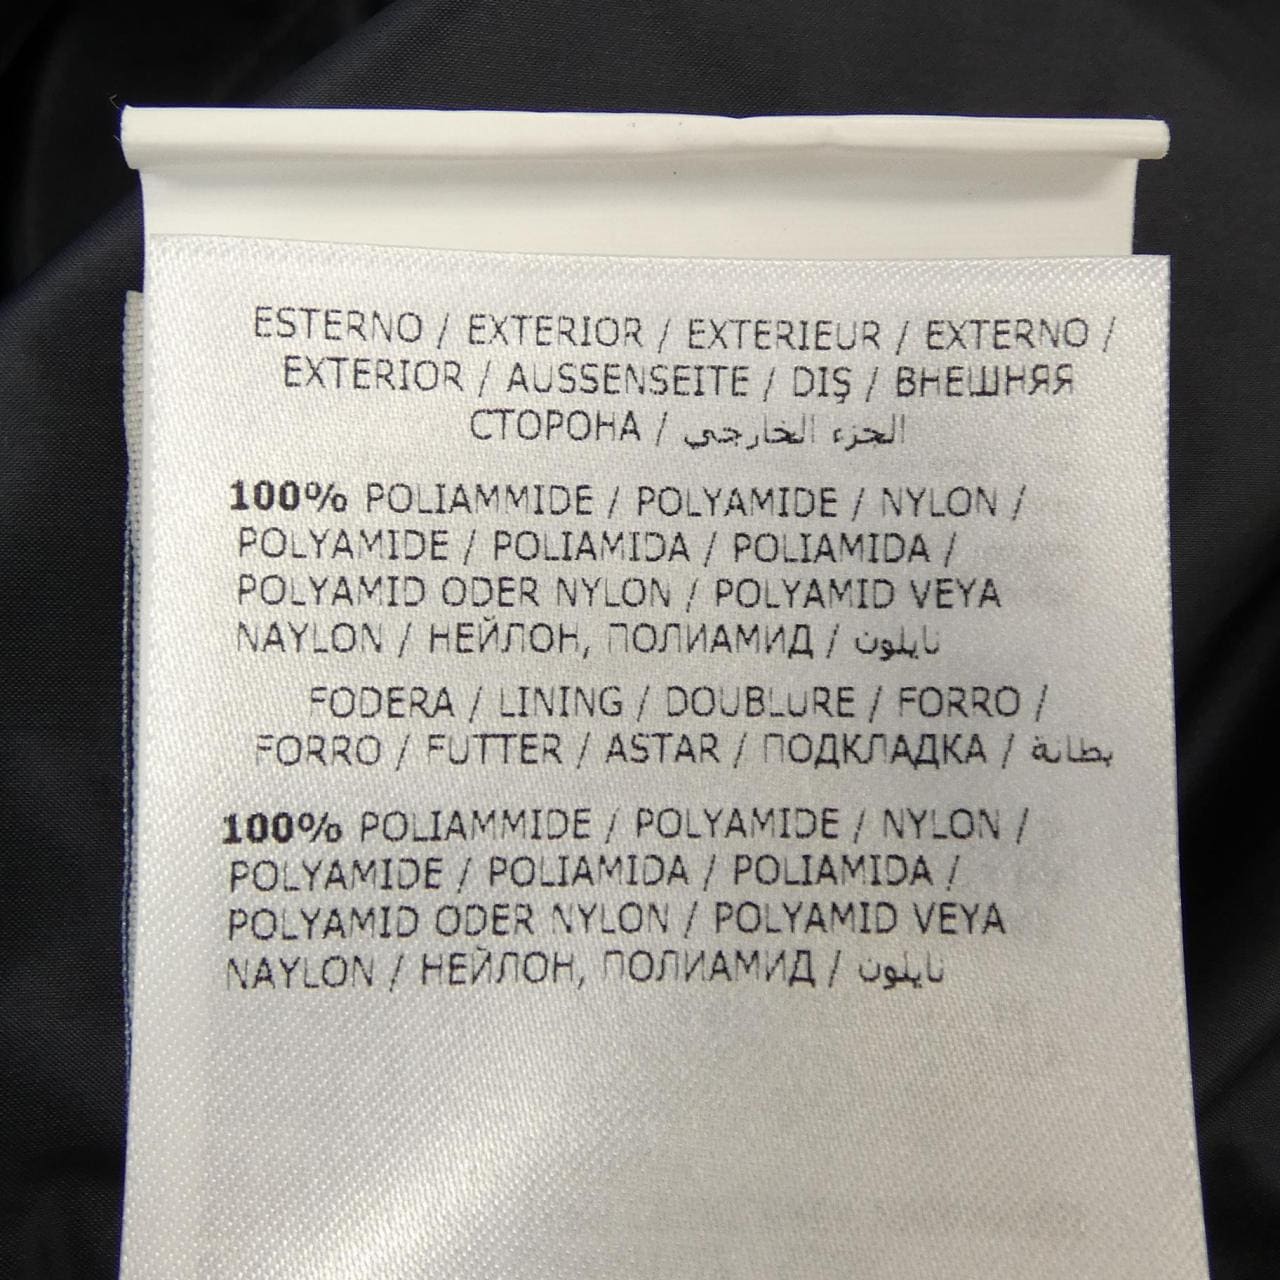 ESTERNO / EXTERIOR / EXTERIEUR / EXTERNO /
EXTERIOR / AUSSENSEITE / DIŞ / ВНЕШНЯЯ
СТОРОНА / الجزء الخارجي
100% POLIAMMIDE / POLYAMIDE / NYLON /
POLYAMIDE / POLIAMIDA / POLIAMIDA /
POLYAMID ODER NYLON / POLYAMID VEYA
NAYLON / НЕЙЛОН, ПОЛИАМИД / نايلون
FODERA / LINING / DOUBLURE / FORRO /
FORRO / FUTTER / ASTAR / ПОДКЛАДКА / بطانة
100% POLIAMMIDE / POLYAMIDE / NYLON /
POLYAMIDE / POLIAMIDA / POLIAMIDA /
POLYAMID ODER NYLON / POLYAMID VEYA
NAYLON / НЕЙЛОН, ПОЛИАМИД / نايلون